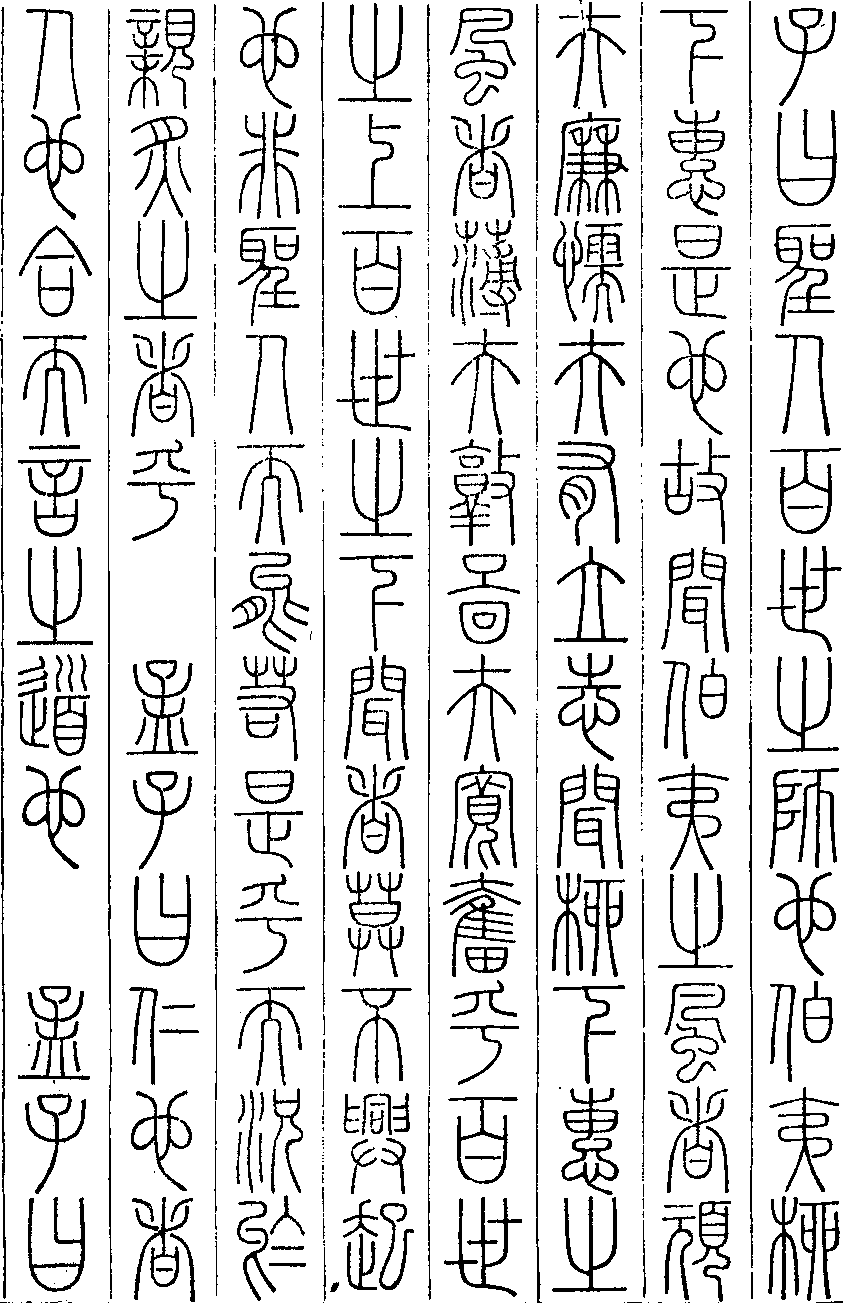 子曰聖人百世之師也伯夷柳
下惠是也故聞伯夷之風者頑
夫廉懦夫有立志聞柳下惠之
風者薄夫敦啚夫寬奮乎百世
之上百世之下聞者莫不興起
也非聖人而能若是乎而況於
親炙之者乎　孟子曰仁也者
人也合而言之道也　孟子曰